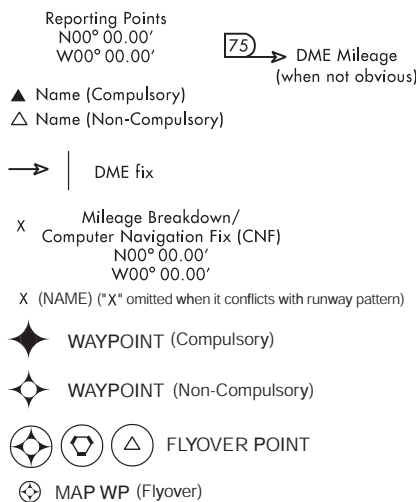 Reporting Points
N00° 00.00′
W00° 00.00′
75
DME Mileage
(when not obvious)
▲ Name (Compulsory)
△ Name (Non-Compulsory)
DME fix
X
Mileage Breakdown/
Computer Navigation Fix (CNF)
N00° 00.00′
W00° 00.00′
X (NAME) ("X" omitted when it conflicts with runway pattern)
WAYPOINT (Compulsory)
WAYPOINT (Non-Compulsory)
FLYOVER POINT
MAP WP (Flyover)